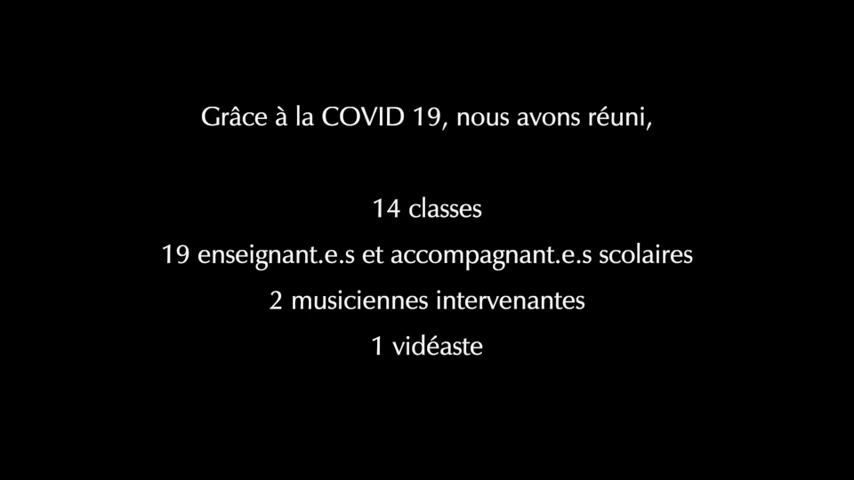 Grâce à la COVID 19, nous avons réuni,
14 classes
19 enseignant.e.s et accompagnant.e.s scolaires
2 musiciennes intervenantes
1 vidéaste